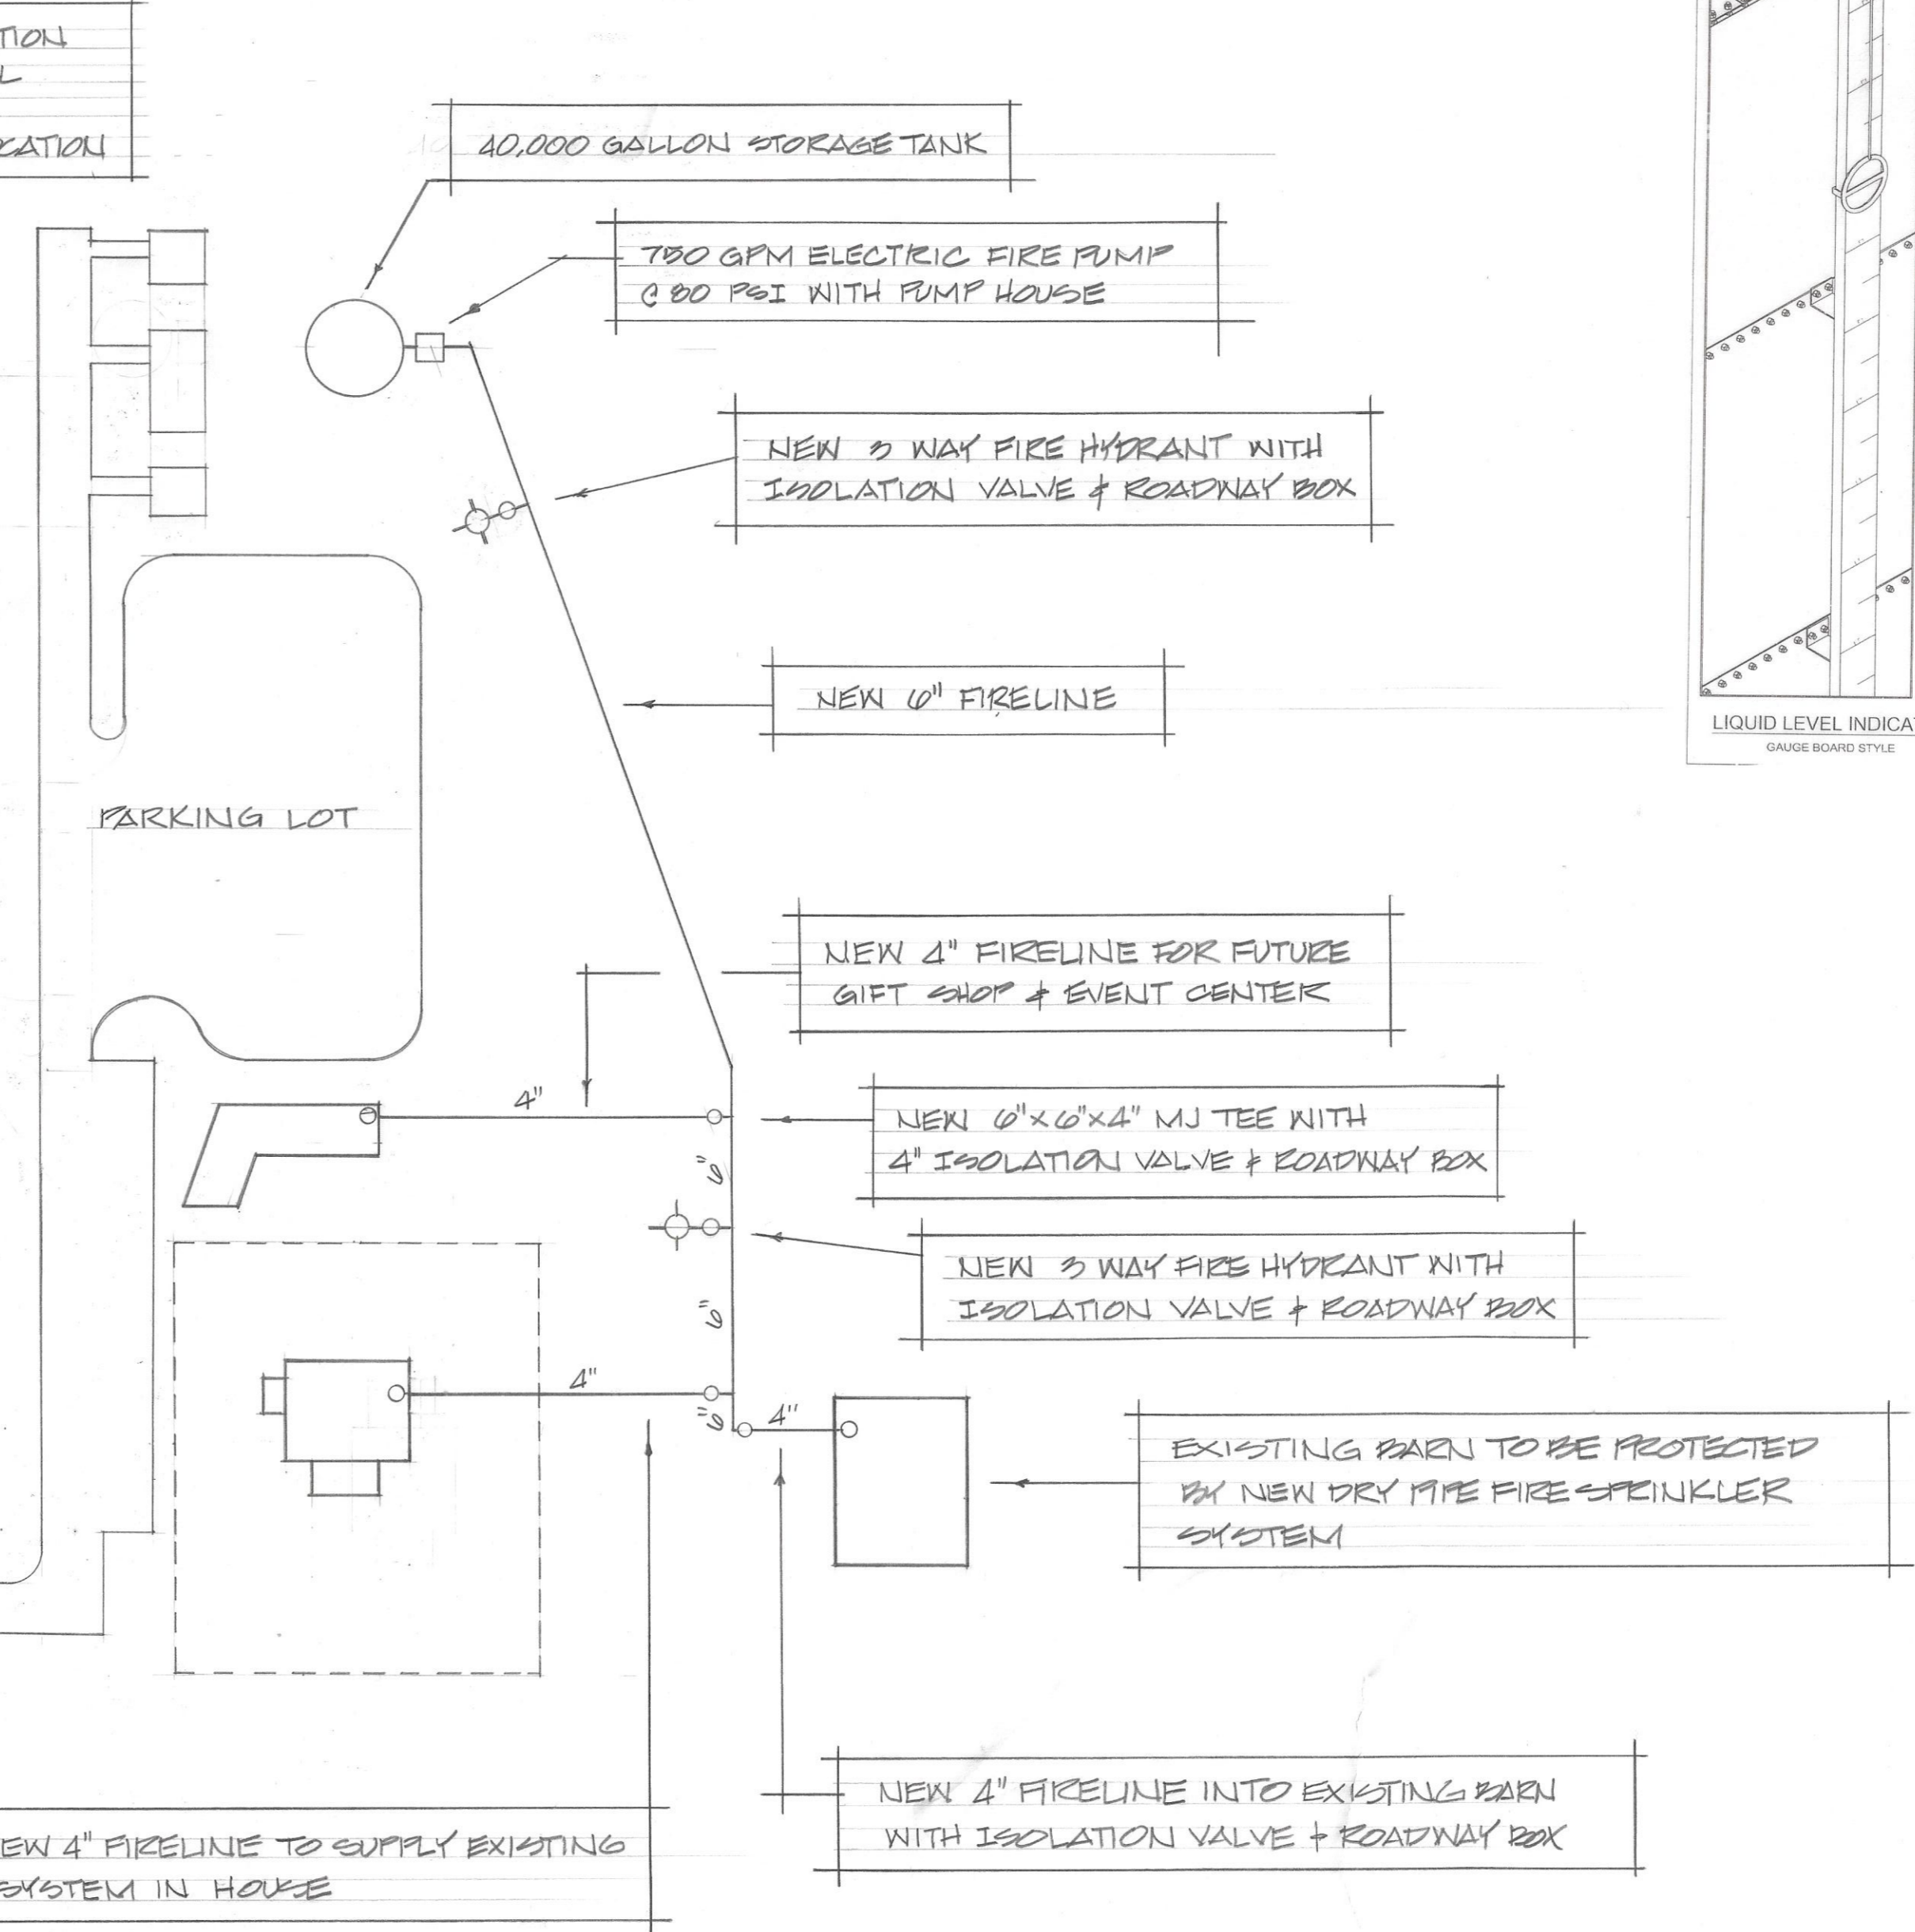 TION
L
CATION
40,000 GALLON STORAGE TANK
750 GPM ELECTRIC FIRE PUMP
@ 80 PSI WITH PUMP HOUSE
NEW 3 WAY FIRE HYDRANT WITH
ISOLATION VALVE & ROADWAY BOX
NEW 6" FIRELINE
LIQUID LEVEL INDICA
GAUGE BOARD STYLE
PARKING LOT
NEW 4" FIRELINE FOR FUTURE
GIFT SHOP & EVENT CENTER
4"
NEW 6"X6"X4" MJ TEE WITH
4" ISOLATION VALVE & ROADWAY BOX
6"
NEW 3 WAY FIRE HYDRANT WITH
ISOLATION VALVE & ROADWAY BOX
6"
4"
6"
4"
EXISTING BARN TO BE PROTECTED
BY NEW DRY PIPE FIRE SPRINKLER
SYSTEM
NEW 4" FIRELINE INTO EXISTING BARN
WITH ISOLATION VALVE & ROADWAY BOX
EW 4" FIRELINE TO SUPPLY EXISTING
SYSTEM IN HOUSE